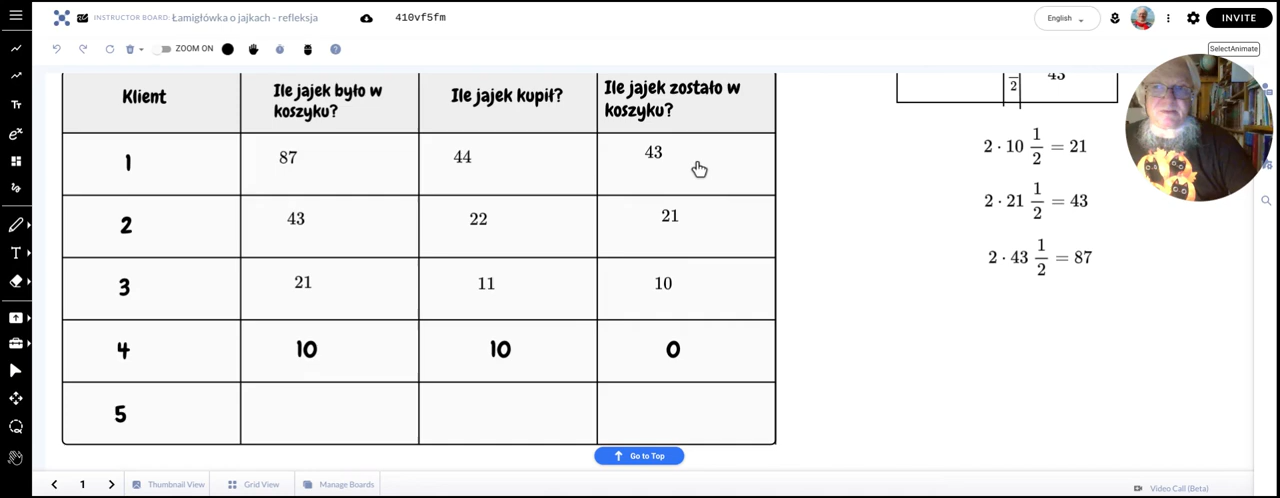 INSTRUCTOR BOARD: Łamigłówka o jajkach - refleksja
410vf5fm
English
INVITE
ZOOM ON
SelectAnimate
Klient
Ile jajek było w koszyku?
Ile jajek kupił?
Ile jajek zostało w koszyku?
1 87 44 43
2 43 22 21
3 21 11 10
4 10 10 0
5
2 43
2 · 10 1/2 = 21
2 · 21 1/2 = 43
2 · 43 1/2 = 87
Go to Top
1
Thumbnail View
Grid View
Manage Boards
Video Call (Beta)